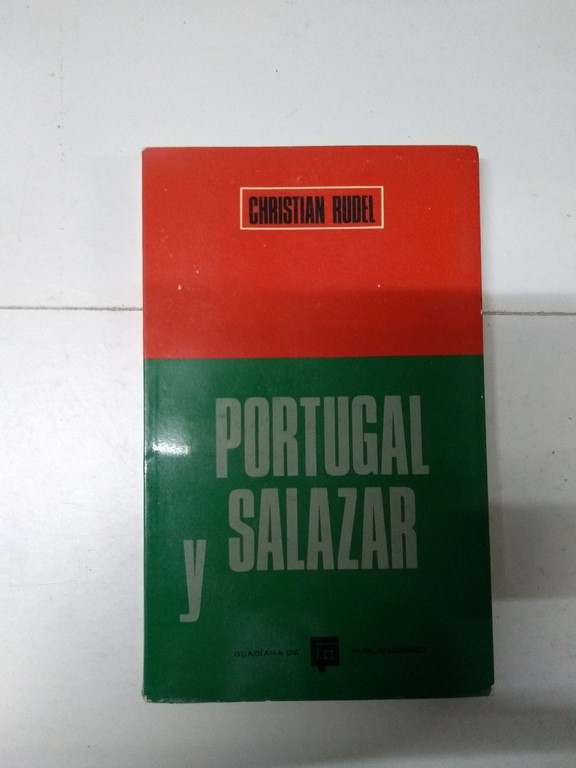 CHRISTIAN RUDEL
PORTUGAL
y SALAZAR
GUADIANA DE PUBLICACIONES